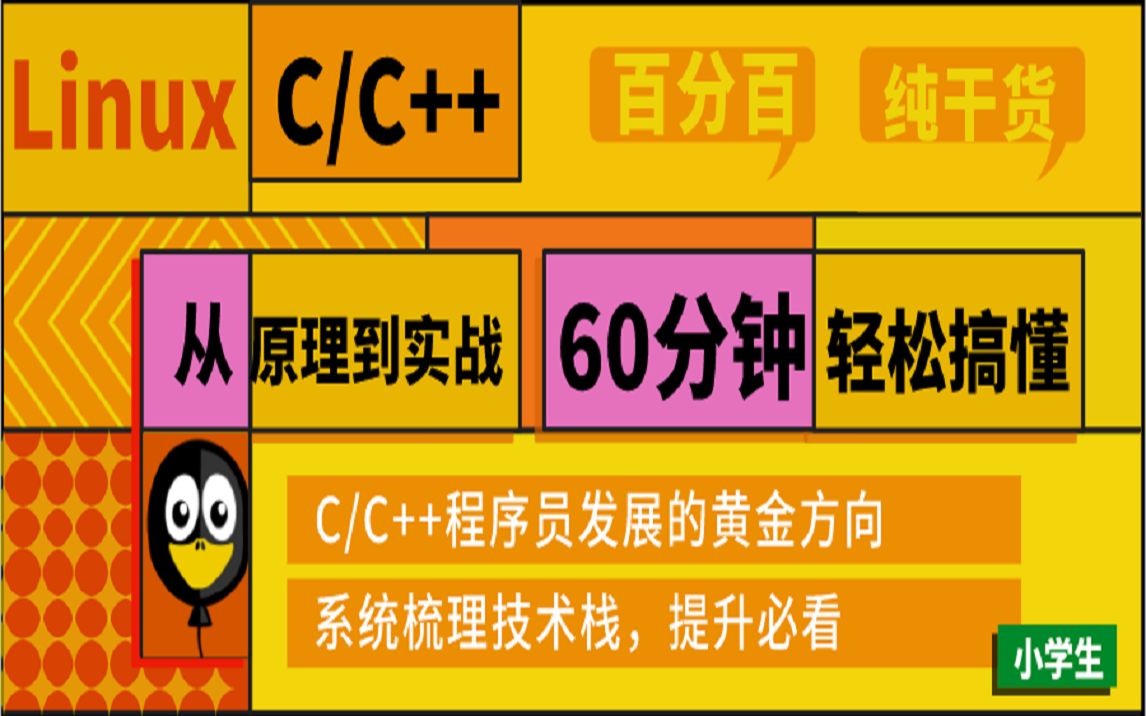 Linux C/C++ 百分百 纯干货
从原理到实战 60分钟轻松搞懂
C/C++程序员发展的黄金方向
系统梳理技术栈，提升必看
小学生